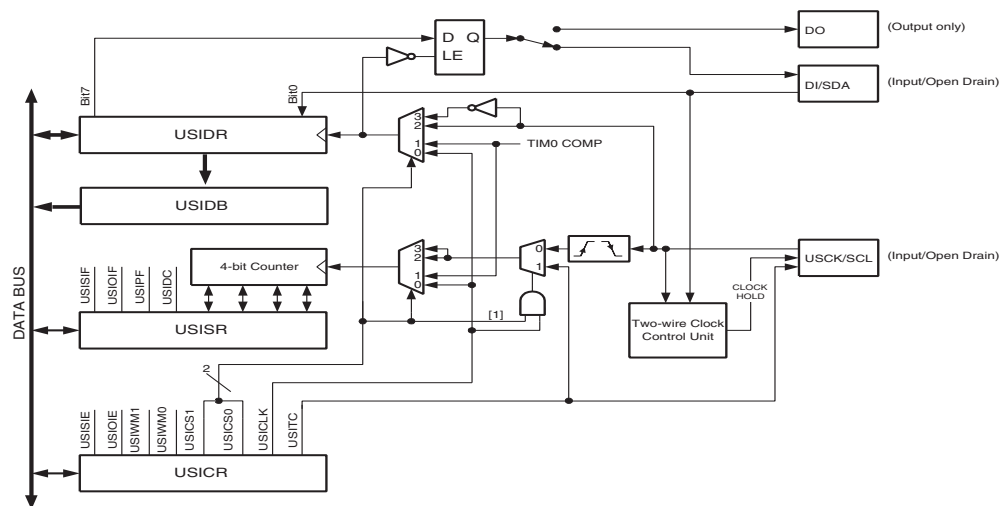 D Q
LE
DO
(Output only)
DI/SDA
(Input/Open Drain)
Bit7
Bit0
USIDR
3
2
1
0
TIM0 COMP
USIDB
DATA BUS
4-bit Counter
3
2
1
0
0
1
USCK/SCL
(Input/Open Drain)
CLOCK
HOLD
USISIF
USIOIF
USIPF
USIDC
USISR
[1]
Two-wire Clock
Control Unit
2
USISIE
USIOIE
USIWM1
USIWM0
USICS1
USICS0
USICLK
USITC
USICR